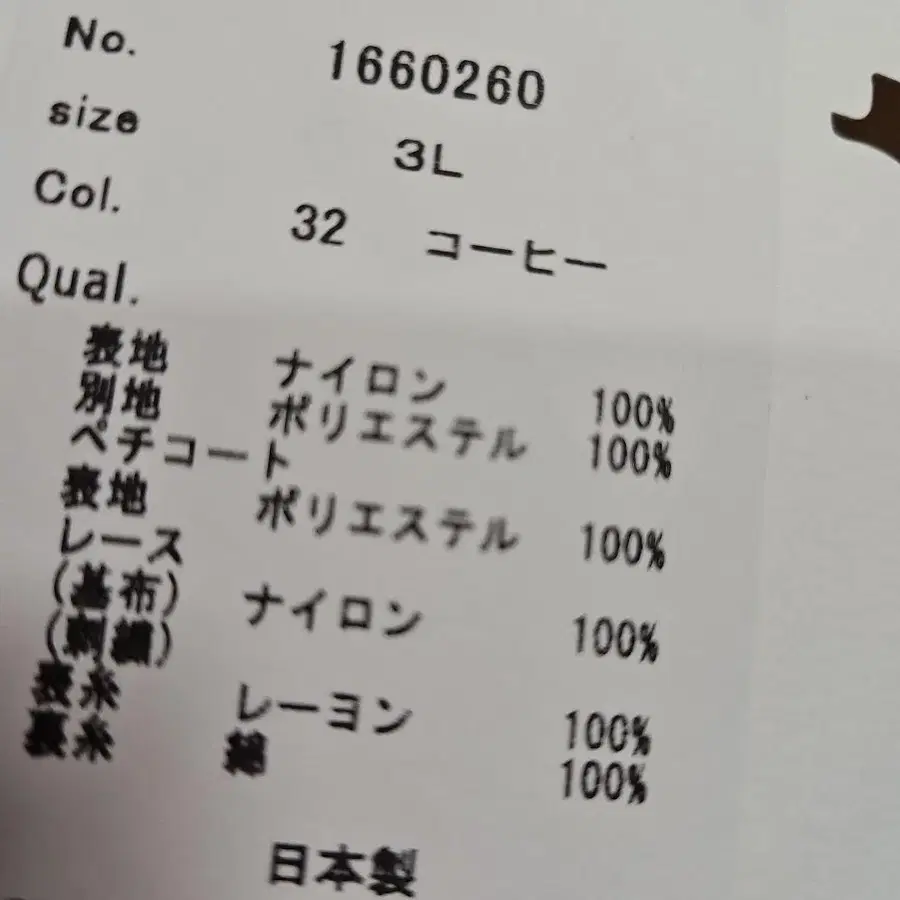 No. 1660260
size 3L
Col. 32 コーヒー
Qual.
表地 ナイロン 100%
別地 ポリエステル 100%
ペチコート
表地 ポリエステル 100%
レース
(基布) ナイロン 100%
(刺繍)
表糸 レーヨン 100%
裏糸 綿 100%
日本製